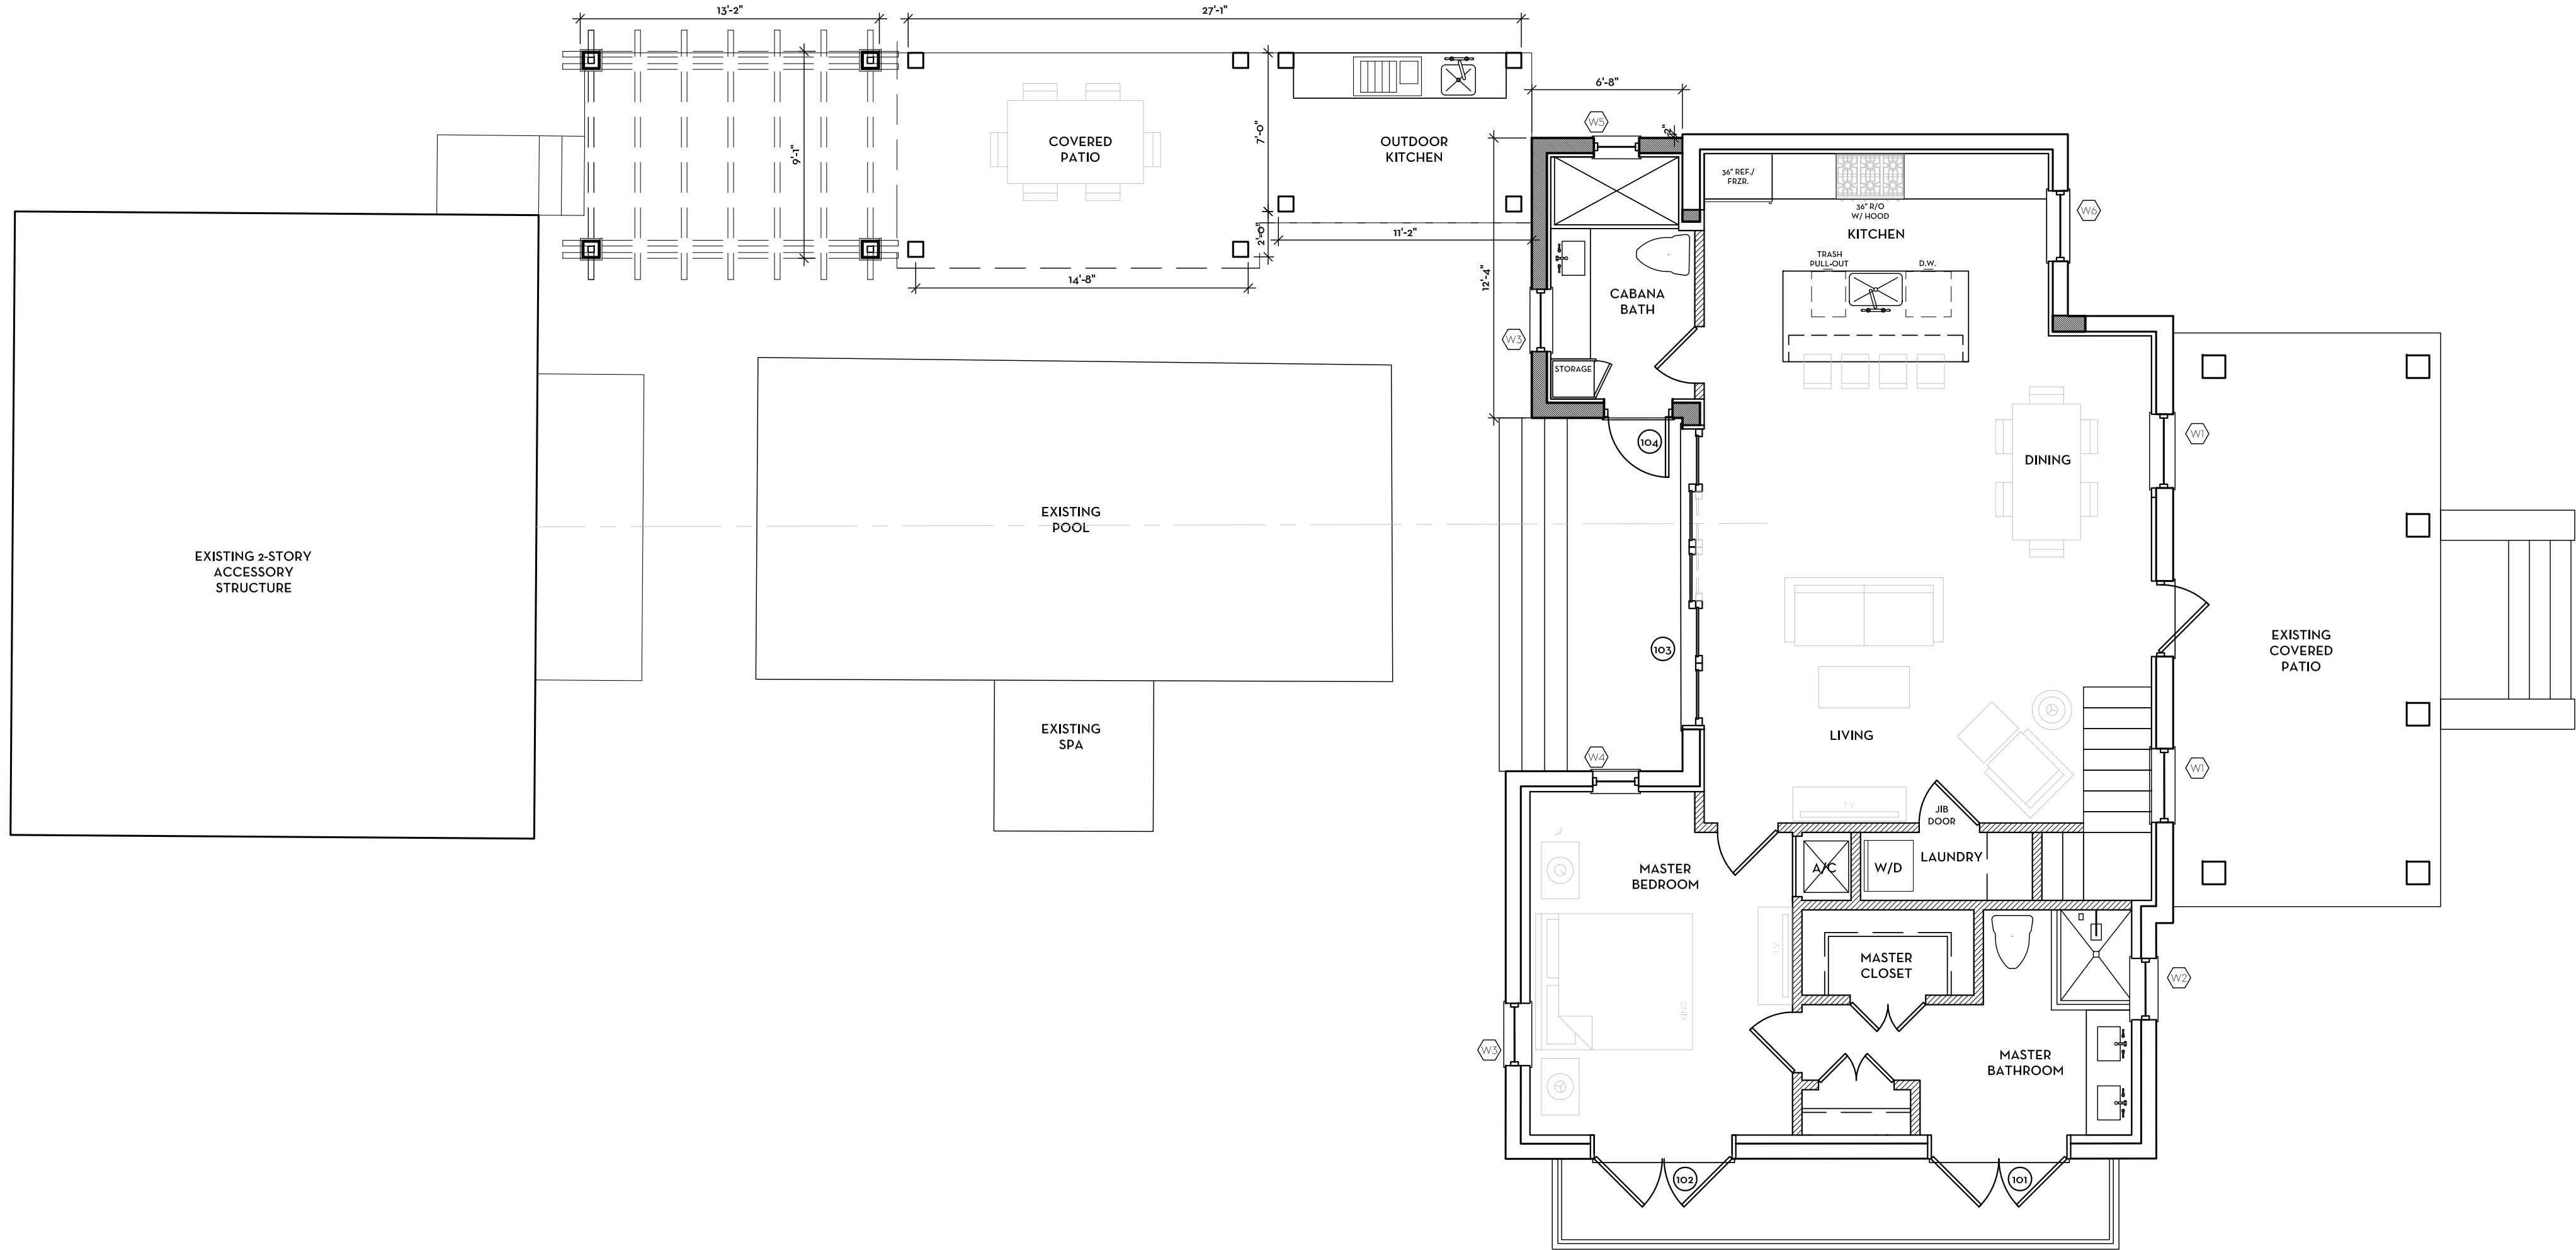 13'-2"
27'-1"
6'-8"
9'-1"
COVERED
PATIO
7'-0"
OUTDOOR
KITCHEN
W5
2"
36" REF./
FRZR.
36" R/O
W/ HOOD
W6
KITCHEN
2'-0"
11'-2"
14'-8"
12'-4"
TRASH
PULL-OUT
D.W.
CABANA
BATH
W3
STORAGE
104
W1
DINING
EXISTING
POOL
EXISTING 2-STORY
ACCESSORY
STRUCTURE
103
EXISTING
COVERED
PATIO
EXISTING
SPA
LIVING
W4
W1
T.V.
JIB
DOOR
MASTER
BEDROOM
A/C
W/D
LAUNDRY
T.V.
MASTER
CLOSET
W2
KING
W3
MASTER
BATHROOM
102
101